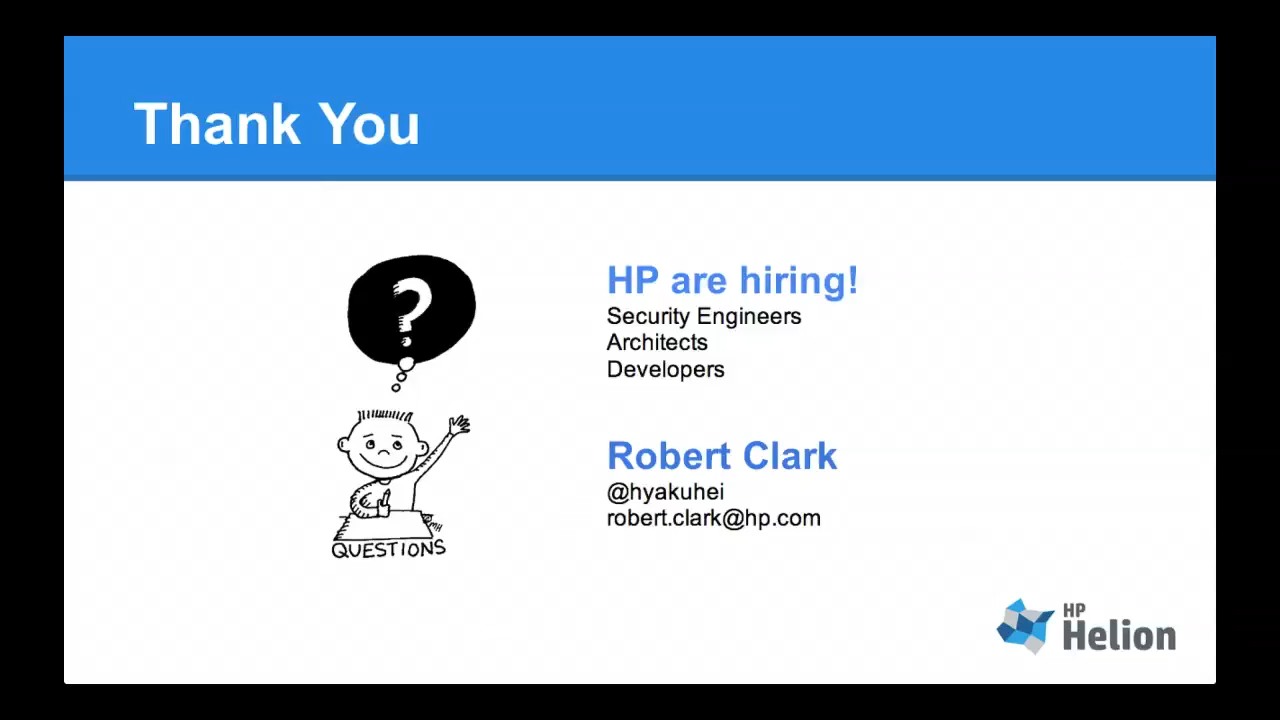 Thank You
?
QUESTIONS
HP are hiring!
Security Engineers
Architects
Developers
Robert Clark
@hyakuhei
robert.clark@hp.com
HP
Helion